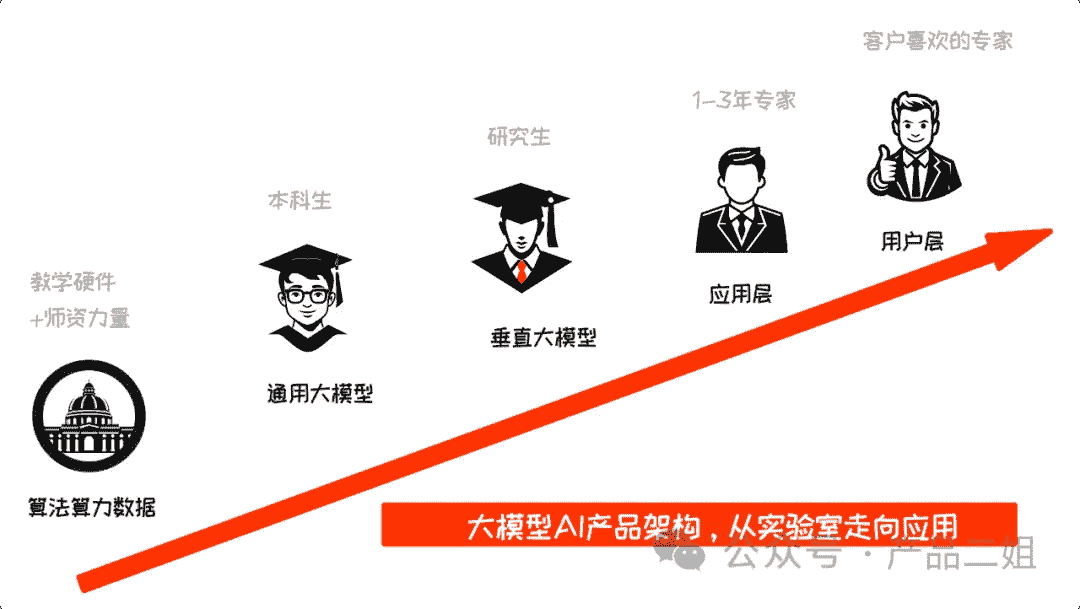 客户喜欢的专家
1-3年专家
研究生
本科生
教学硬件
+师资力量
用户层
应用层
垂直大模型
通用大模型
算法算力数据
大模型AI产品架构，从实验室走向应用
公众号·产品二姐